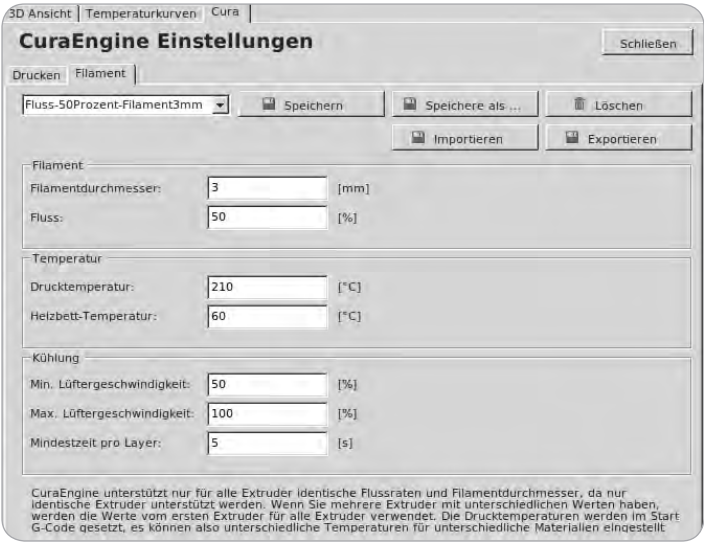 3D Ansicht Temperaturkurven Cura
CuraEngine Einstellungen Schließen
Drucken Filament
Fluss-50Prozent-Filament3mm Speichern Speichere als ... Löschen
Importieren Exportieren
Filament
Filamentdurchmesser: 3 [mm]
Fluss: 50 [%]
Temperatur
Drucktemperatur: 210 [°C]
Heizbett-Temperatur: 60 [°C]
Kühlung
Min. Lüftergeschwindigkeit: 50 [%]
Max. Lüftergeschwindigkeit: 100 [%]
Mindestzeit pro Layer: 5 [s]
CuraEngine unterstützt nur für alle Extruder identische Flussraten und Filamentdurchmesser, da nur
identische Extruder unterstützt werden. Wenn Sie mehrere Extruder mit unterschiedlichen Werten haben,
werden die Werte vom ersten Extruder für alle Extruder verwendet. Die Drucktemperaturen werden im Start
G-Code gesetzt, es können also unterschiedliche Temperaturen für unterschiedliche Materialien eingestellt